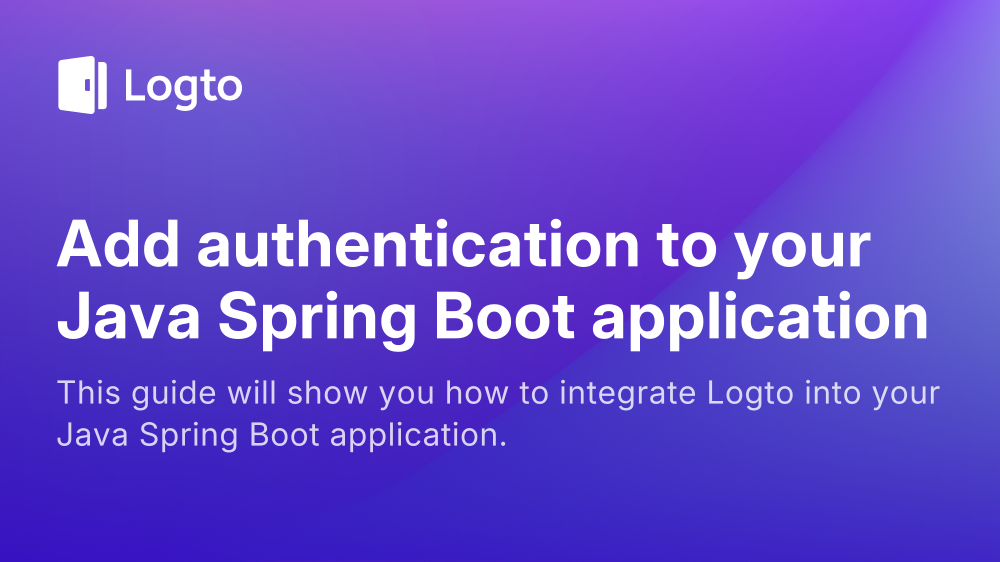 Logto
Add authentication to your
Java Spring Boot application
This guide will show you how to integrate Logto into your
Java Spring Boot application.